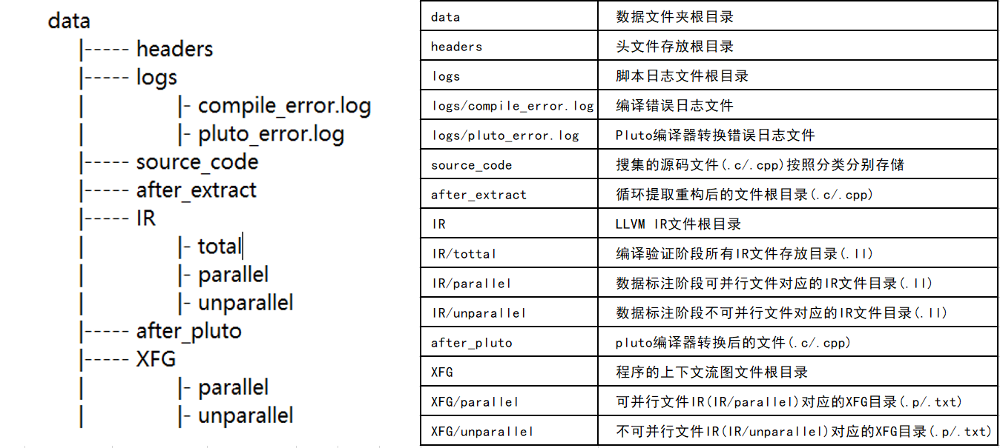 data
|----- headers
|----- logs
| |- compile_error.log
| |- pluto_error.log
|----- source_code
|----- after_extract
|----- IR
| |- total
| |- parallel
| |- unparallel
|----- after_pluto
|----- XFG
| |- parallel
| |- unparallel
data 数据文件夹根目录
headers 头文件存放根目录
logs 脚本日志文件根目录
logs/compile_error.log 编译错误日志文件
logs/pluto_error.log Pluto编译器转换错误日志文件
source_code 搜集的源码文件(.c/.cpp)按照分类分别存储
after_extract 循环提取重构后的文件根目录(.c/.cpp)
IR LLVM IR文件根目录
IR/tottal 编译验证阶段所有IR文件存放目录(.ll)
IR/parallel 数据标注阶段可并行文件对应的IR文件目录(.ll)
IR/unparallel 数据标注阶段不可并行文件对应的IR文件目录(.ll)
after_pluto pluto编译器转换后的文件(.c/.cpp)
XFG 程序的上下文流图文件根目录
XFG/parallel 可并行文件IR(IR/parallel)对应的XFG目录(.p/.txt)
XFG/unparallel 不可并行文件IR(IR/unparallel)对应的XFG目录(.p/.txt)